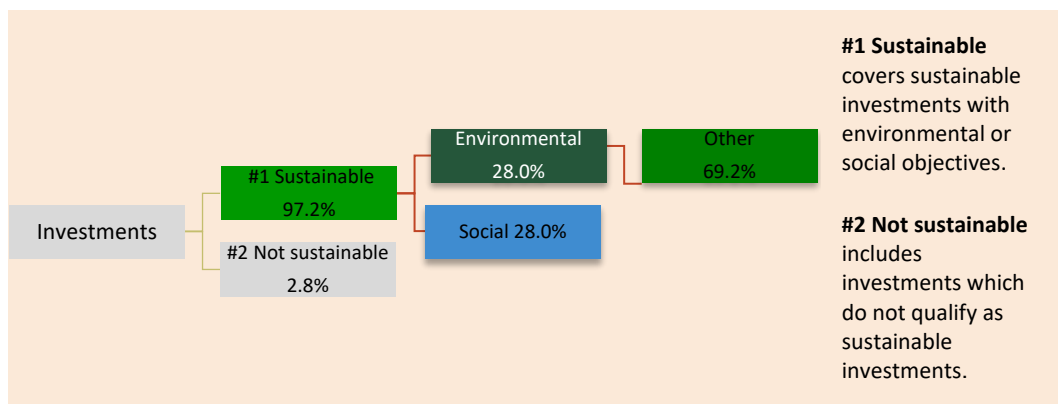 Investments
#1 Sustainable
97.2%
#2 Not sustainable
2.8%
Environmental
28.0%
Social 28.0%
Other
69.2%
#1 Sustainable
covers sustainable
investments with
environmental or
social objectives.
#2 Not sustainable
includes
investments which
do not qualify as
sustainable
investments.